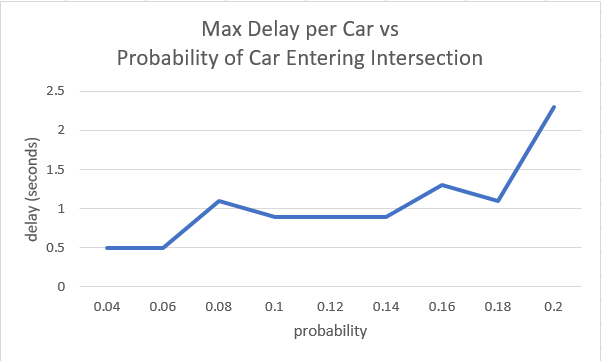 Max Delay per Car vs
Probability of Car Entering Intersection
2.5
2
1.5
1
0.5
0
delay (seconds)
0.04 0.06 0.08 0.1 0.12 0.14 0.16 0.18 0.2
probability